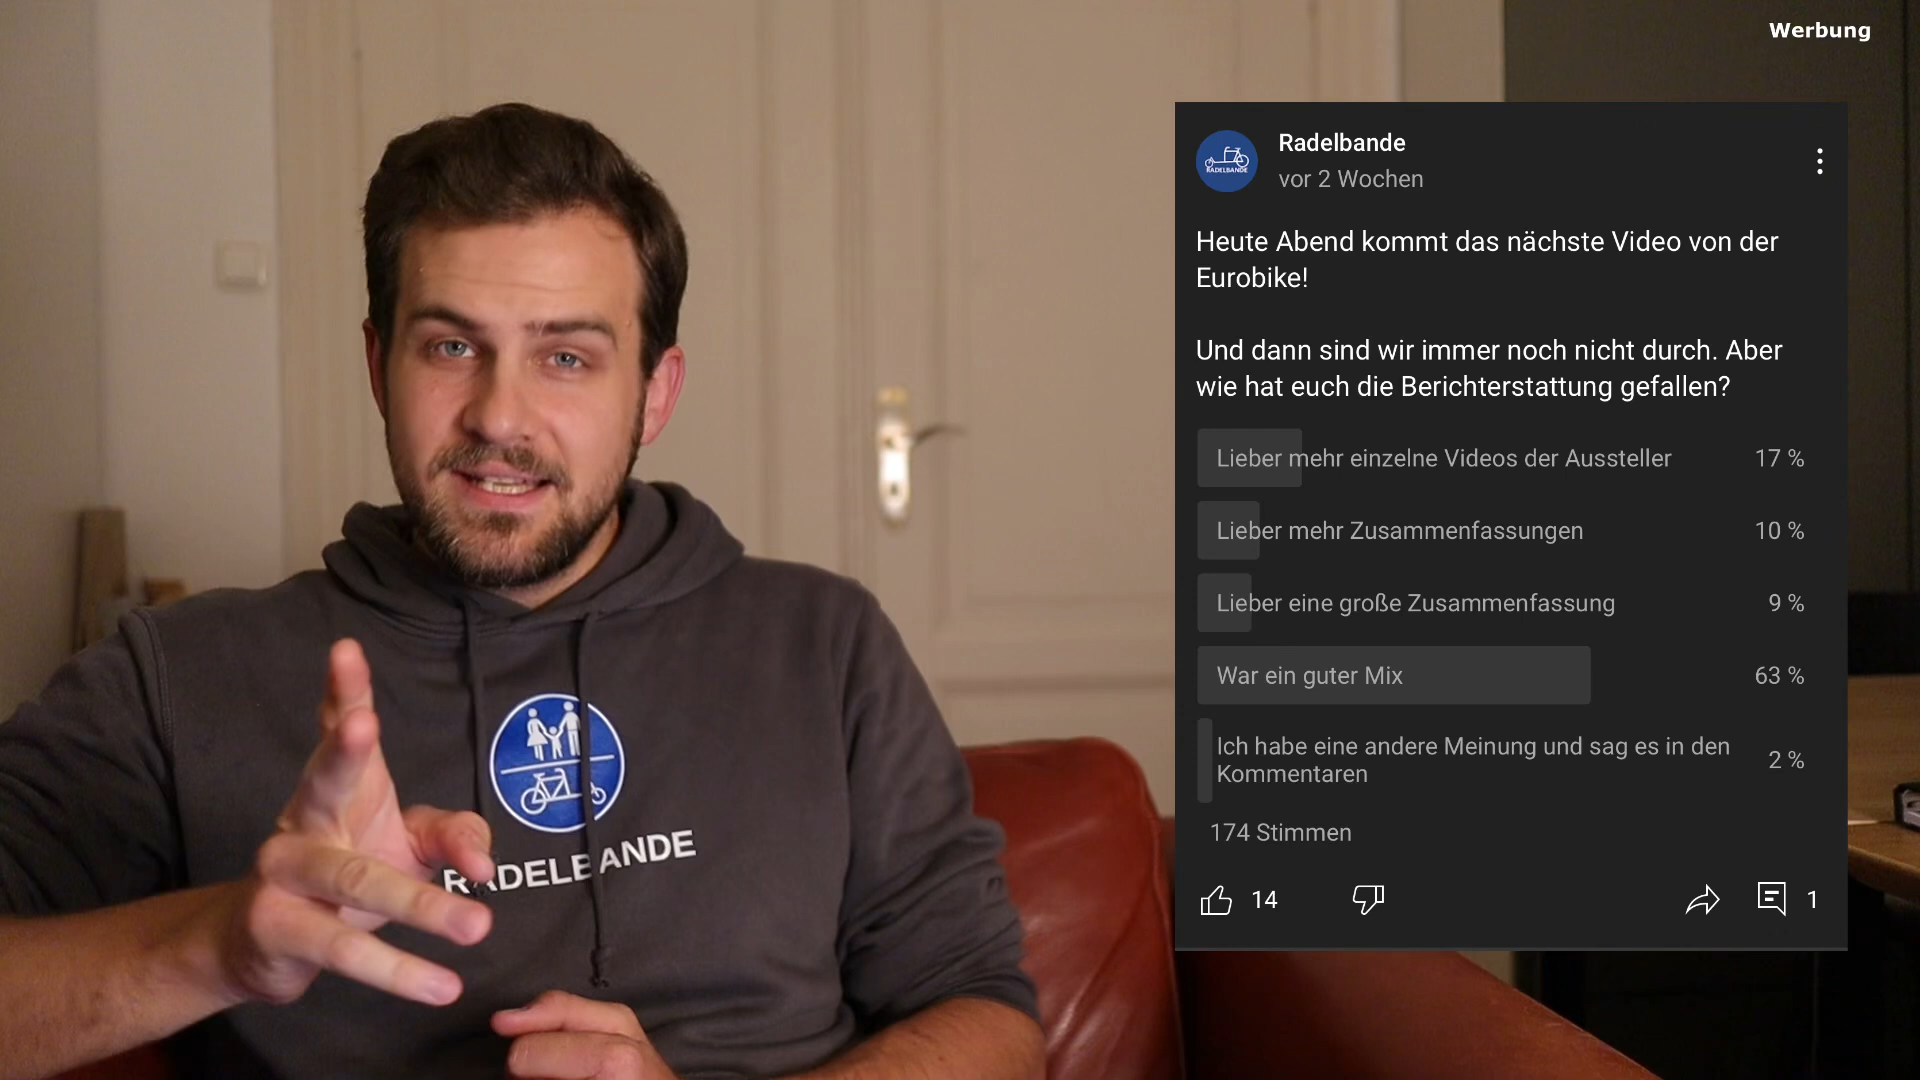 Werbung
Radelbande
vor 2 Wochen
RADELBANDE
Heute Abend kommt das nächste Video von der
Eurobike!
Und dann sind wir immer noch nicht durch. Aber
wie hat euch die Berichterstattung gefallen?
Lieber mehr einzelne Videos der Aussteller 17 %
Lieber mehr Zusammenfassungen 10 %
Lieber eine große Zusammenfassung 9 %
War ein guter Mix 63 %
Ich habe eine andere Meinung und sag es in den
Kommentaren 2 %
174 Stimmen
14 1
RADELBANDE